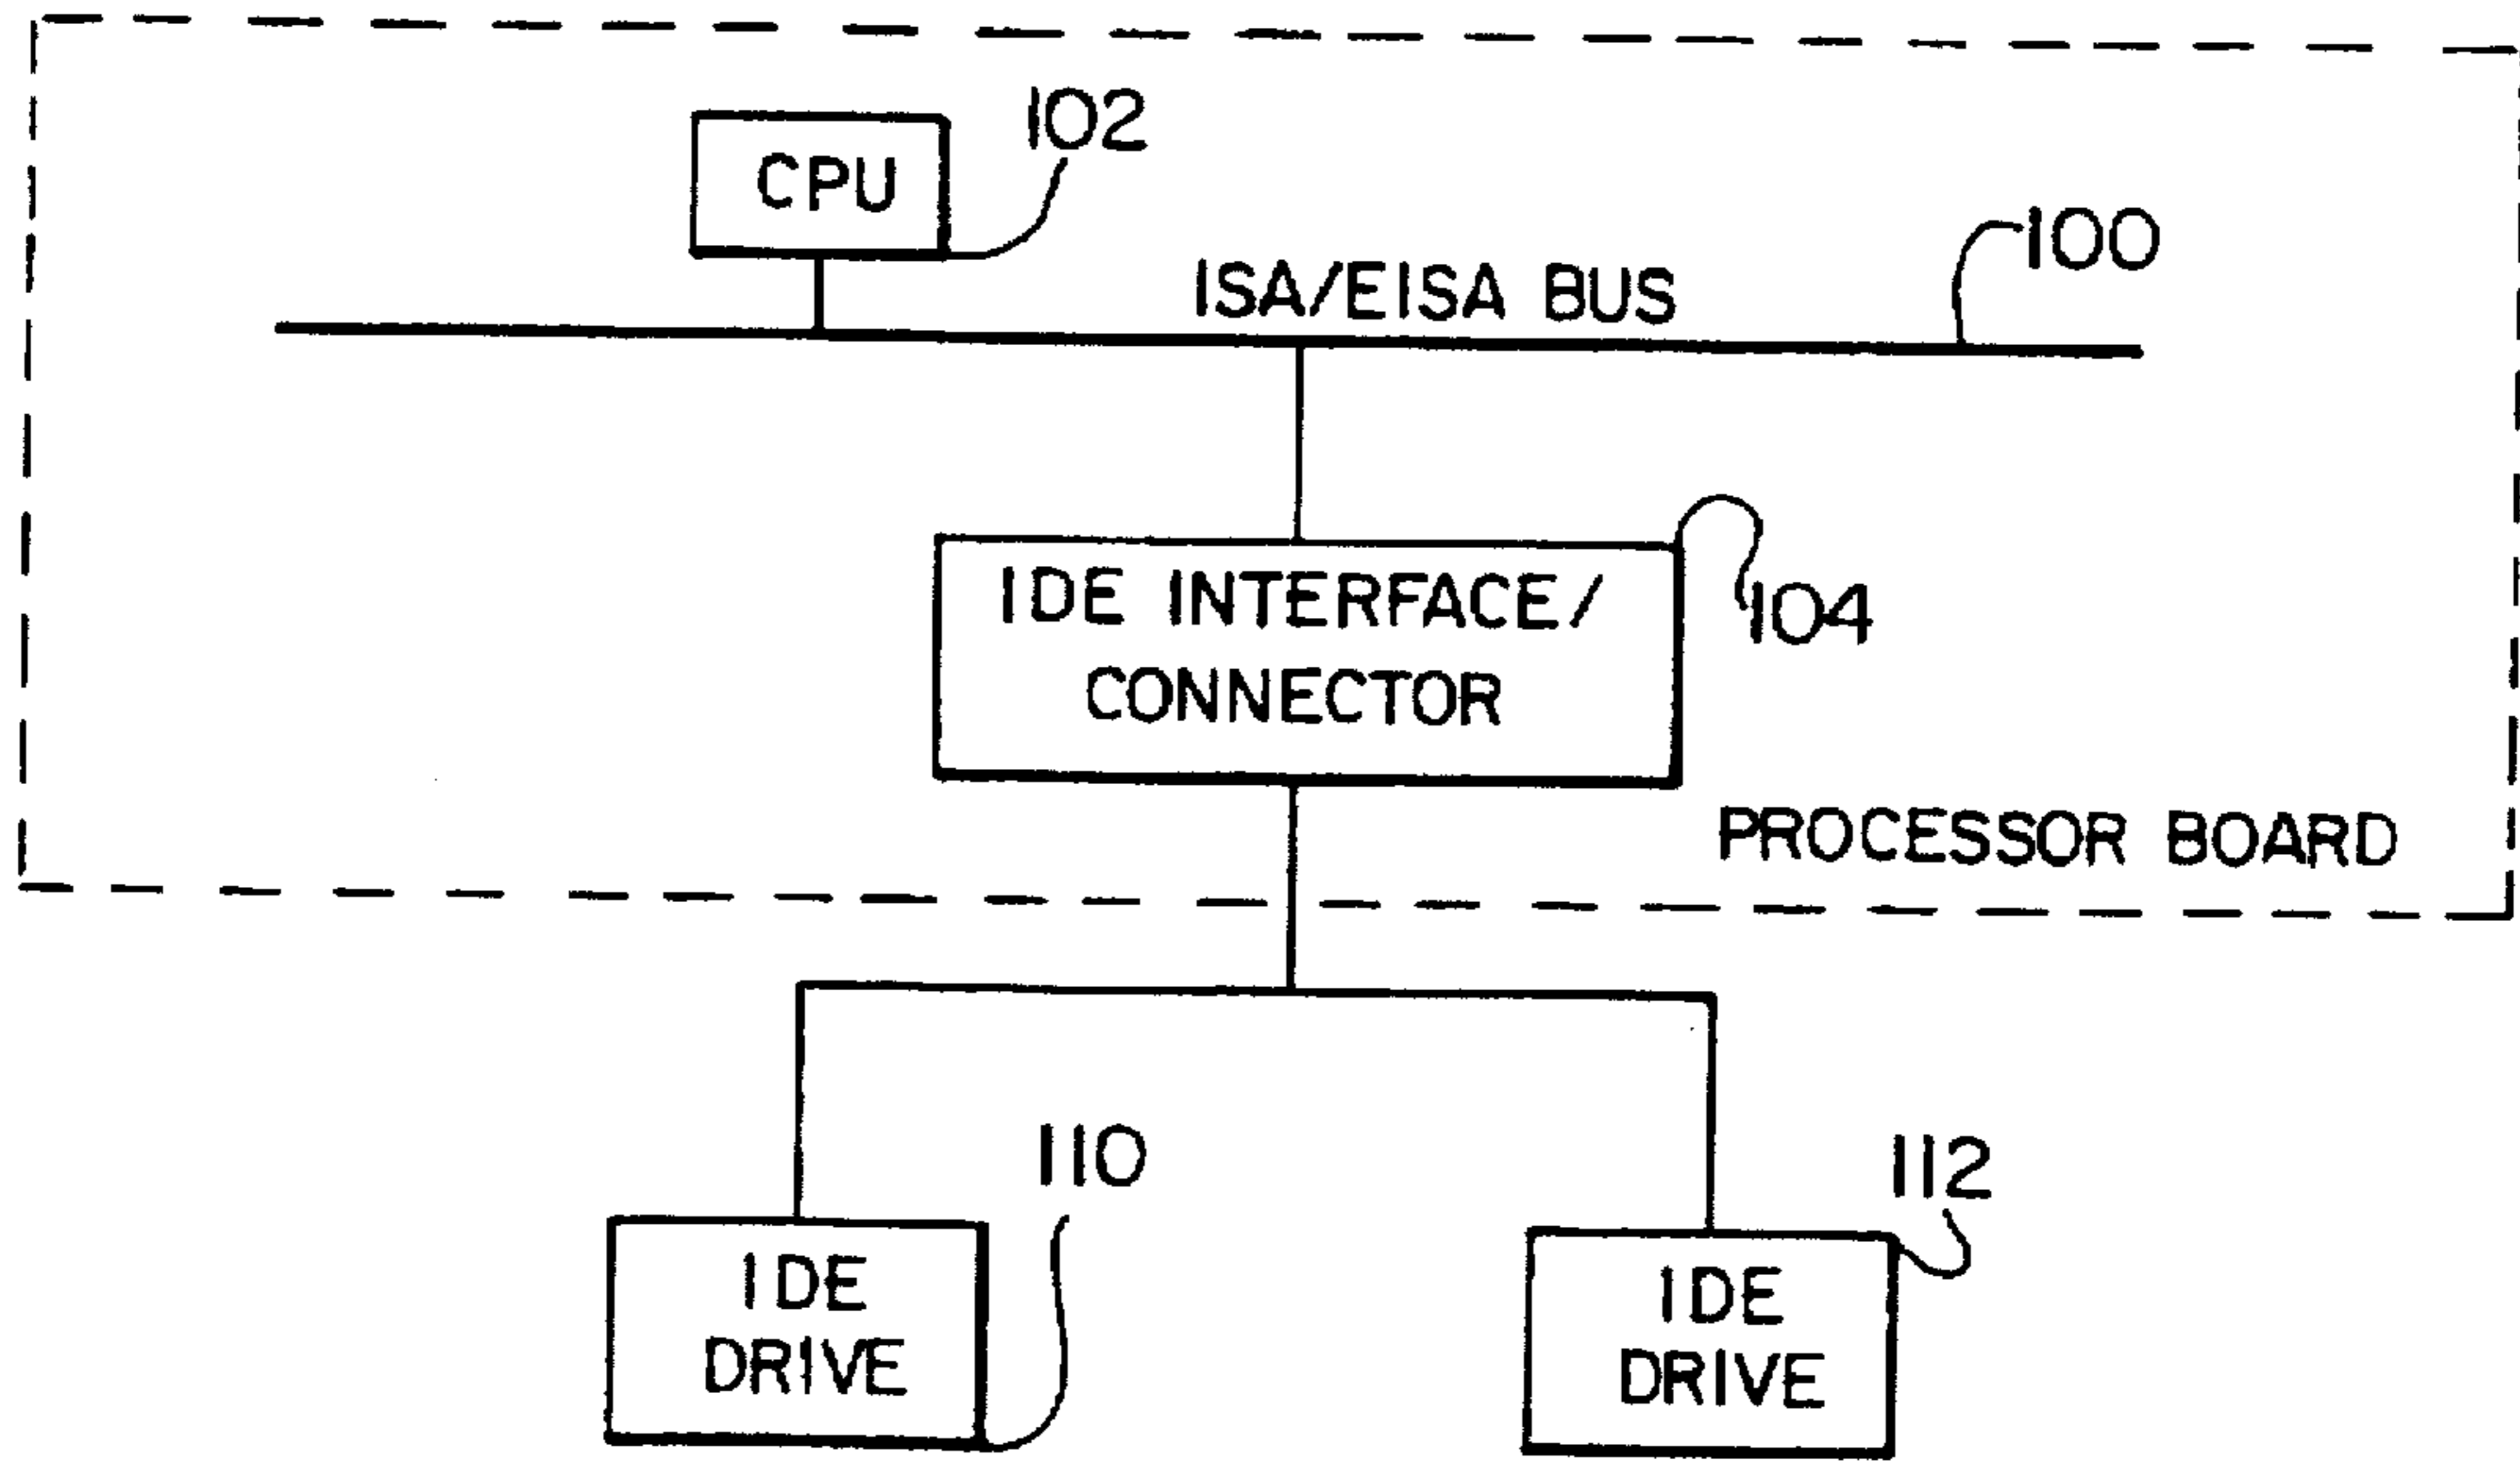 102
CPU
100
ISA/EISA BUS
IDE INTERFACE/
CONNECTOR
104
PROCESSOR BOARD
110
112
IDE
DRIVE
IDE
DRIVE